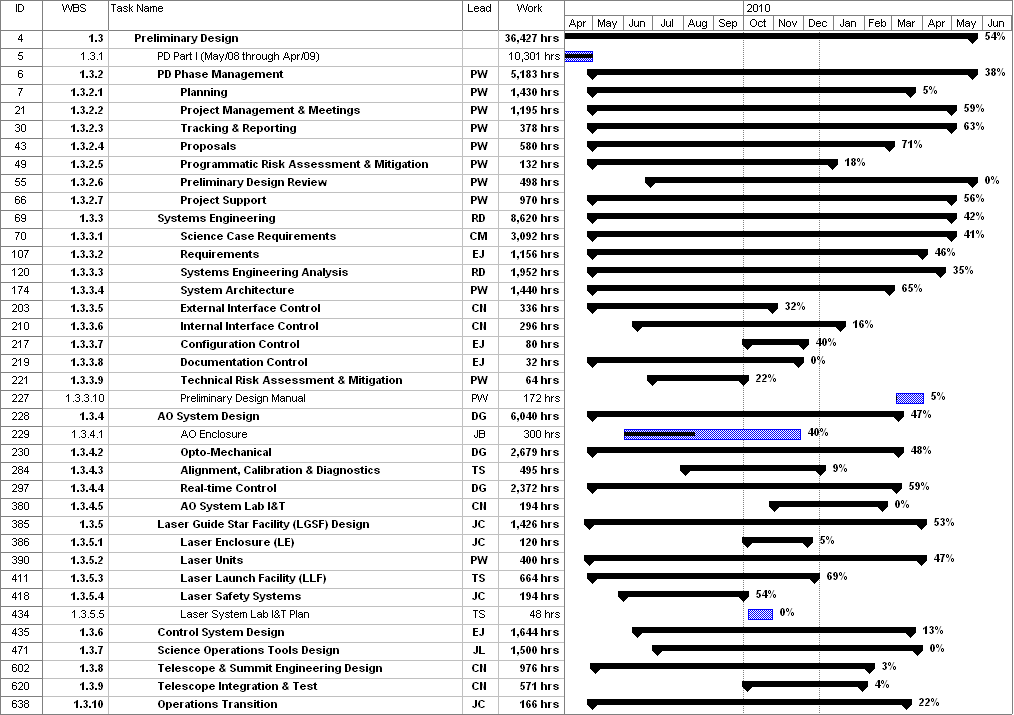 ID WBS Task Name Lead Work 2010
Apr May Jun Jul Aug Sep Oct Nov Dec Jan Feb Mar Apr May Jun
4 1.3 Preliminary Design 36,427 hrs 54%
5 1.3.1 PD Part I (May/08 through Apr/09) 10,301 hrs
6 1.3.2 PD Phase Management PW 5,183 hrs 38%
7 1.3.2.1 Planning PW 1,430 hrs 5%
21 1.3.2.2 Project Management & Meetings PW 1,195 hrs 59%
30 1.3.2.3 Tracking & Reporting PW 378 hrs 63%
43 1.3.2.4 Proposals PW 580 hrs 71%
49 1.3.2.5 Programmatic Risk Assessment & Mitigation PW 132 hrs 18%
55 1.3.2.6 Preliminary Design Review PW 498 hrs 0%
66 1.3.2.7 Project Support PW 970 hrs 56%
69 1.3.3 Systems Engineering RD 8,620 hrs 42%
70 1.3.3.1 Science Case Requirements CM 3,092 hrs 41%
107 1.3.3.2 Requirements EJ 1,156 hrs 46%
120 1.3.3.3 Systems Engineering Analysis RD 1,952 hrs 35%
174 1.3.3.4 System Architecture PW 1,440 hrs 65%
203 1.3.3.5 External Interface Control CN 336 hrs 32%
210 1.3.3.6 Internal Interface Control CN 296 hrs 16%
217 1.3.3.7 Configuration Control EJ 80 hrs 40%
219 1.3.3.8 Documentation Control EJ 32 hrs 0%
221 1.3.3.9 Technical Risk Assessment & Mitigation PW 64 hrs 22%
227 1.3.3.10 Preliminary Design Manual PW 172 hrs 5%
228 1.3.4 AO System Design DG 6,040 hrs 47%
229 1.3.4.1 AO Enclosure JB 300 hrs 40%
230 1.3.4.2 Opto-Mechanical DG 2,679 hrs 48%
284 1.3.4.3 Alignment, Calibration & Diagnostics TS 495 hrs 9%
297 1.3.4.4 Real-time Control DG 2,372 hrs 59%
380 1.3.4.5 AO System Lab I&T CN 194 hrs 0%
385 1.3.5 Laser Guide Star Facility (LGSF) Design JC 1,426 hrs 53%
386 1.3.5.1 Laser Enclosure (LE) JC 120 hrs 5%
390 1.3.5.2 Laser Units PW 400 hrs 47%
411 1.3.5.3 Laser Launch Facility (LLF) TS 664 hrs 69%
418 1.3.5.4 Laser Safety Systems JC 194 hrs 54%
434 1.3.5.5 Laser System Lab I&T Plan TS 48 hrs 0%
435 1.3.6 Control System Design EJ 1,644 hrs 13%
471 1.3.7 Science Operations Tools Design JL 1,500 hrs 0%
602 1.3.8 Telescope & Summit Engineering Design CN 976 hrs 3%
620 1.3.9 Telescope Integration & Test CN 571 hrs 4%
638 1.3.10 Operations Transition JC 166 hrs 22%